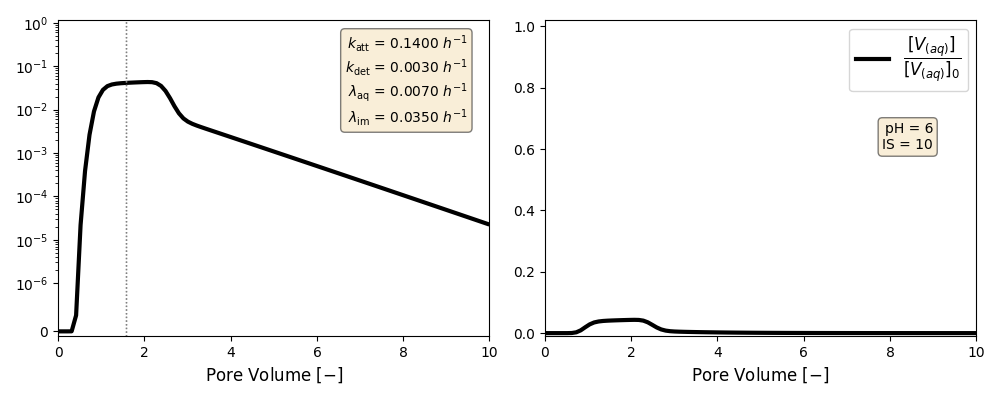 10^0
10^−1
10^−2
10^−3
10^−4
10^−5
10^−6
0
k_att = 0.1400 h^−1
k_det = 0.0030 h^−1
λ_aq = 0.0070 h^−1
λ_im = 0.0350 h^−1
0 2 4 6 8 10
Pore Volume [−]
1.0
0.8
0.6
0.4
0.2
0.0
[V_(aq)]
[V_(aq)]_0
pH = 6
IS = 10
0 2 4 6 8 10
Pore Volume [−]